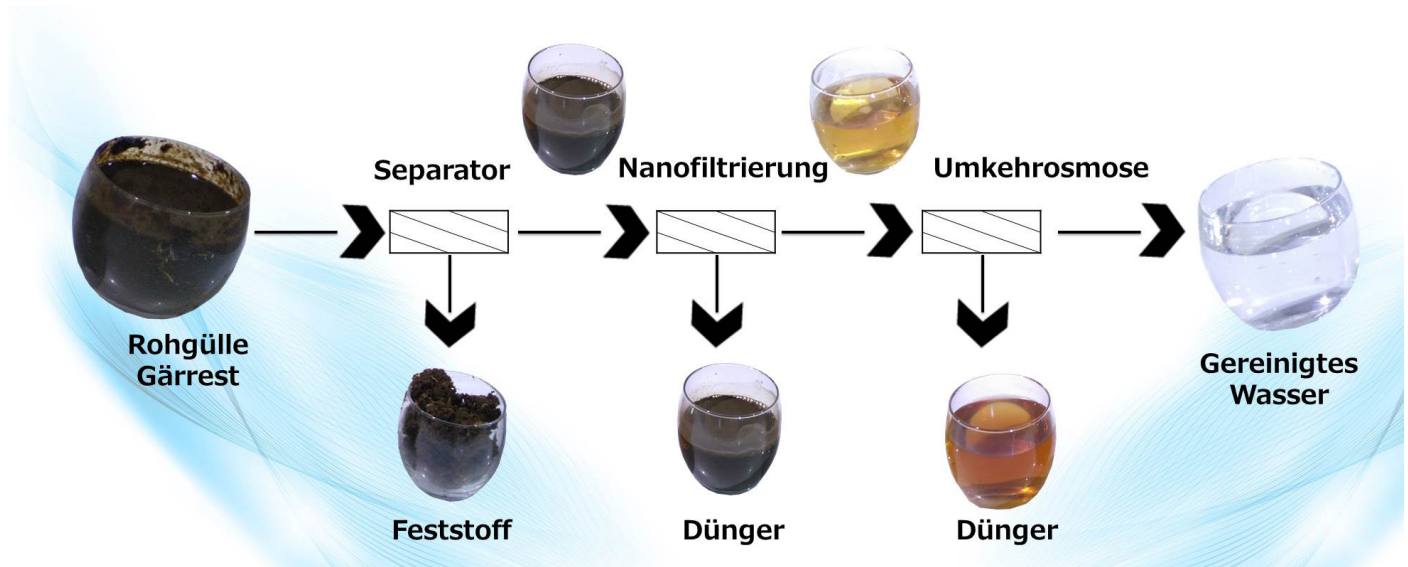 Separator
Nanofiltrierung
Umkehrosmose
Rohgülle
Gärrest
Gereinigtes
Wasser
Feststoff
Dünger
Dünger